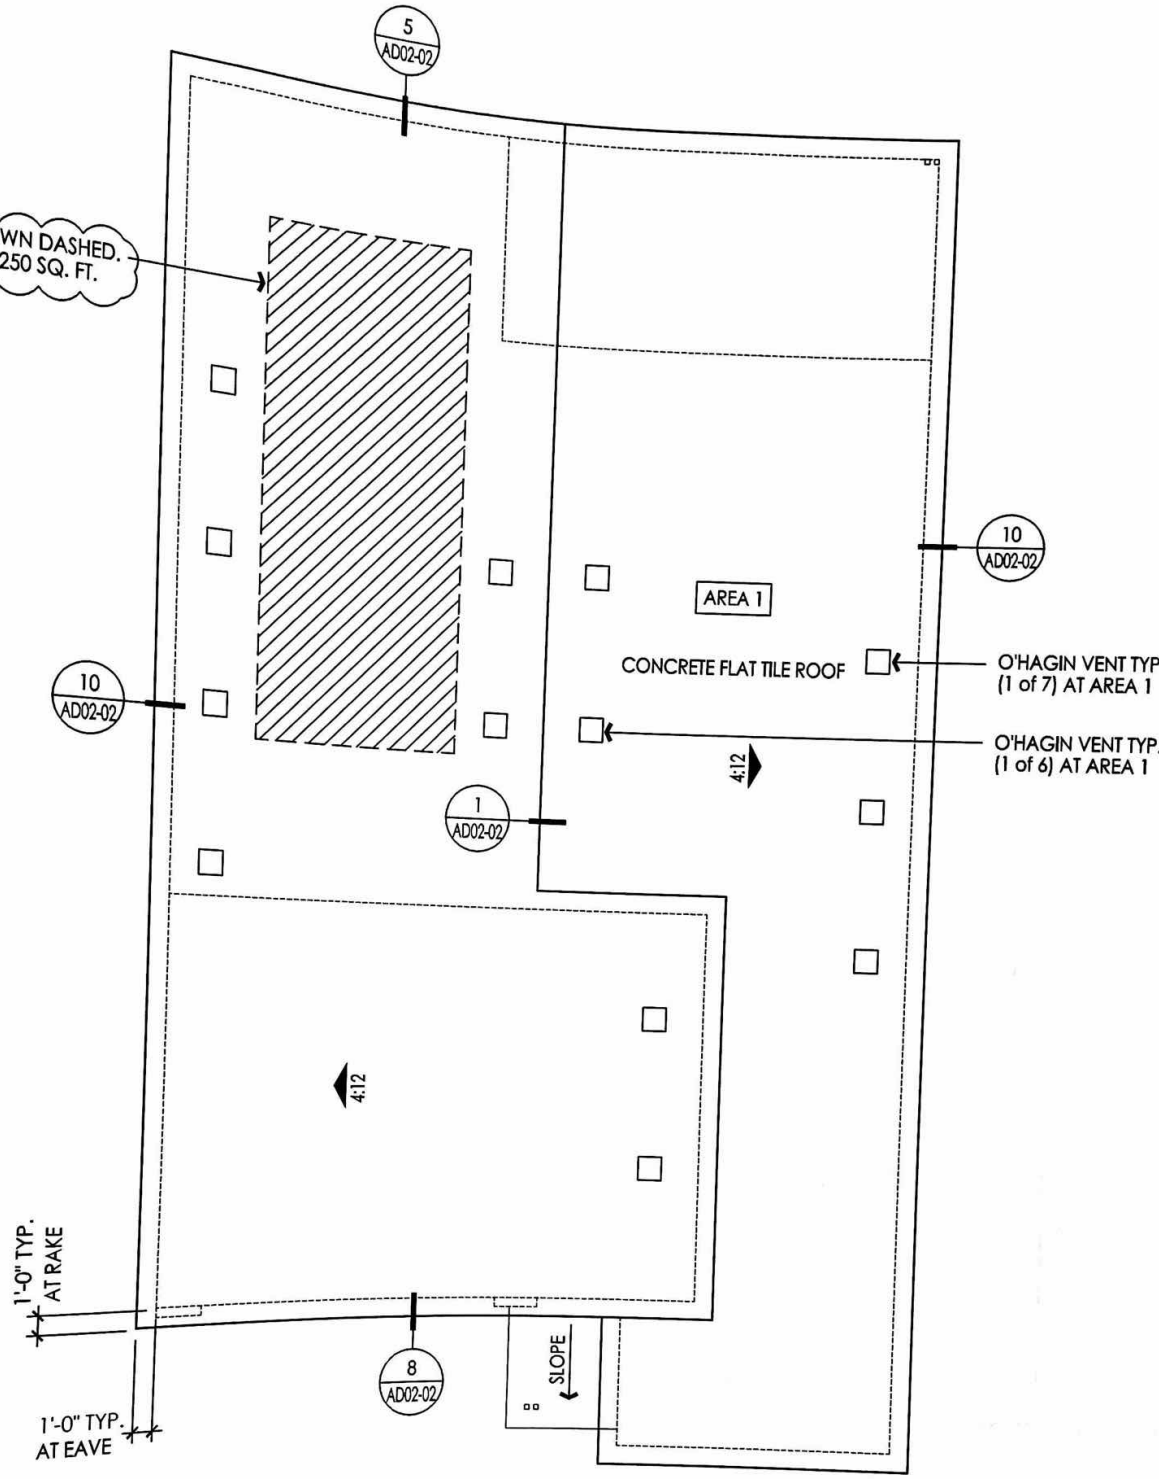 5
AD02-02
WN DASHED.
250 SQ. FT.
10
AD02-02
AREA 1
CONCRETE FLAT TILE ROOF
O'HAGIN VENT TYP
(1 of 7) AT AREA 1
10
AD02-02
O'HAGIN VENT TYP.
(1 of 6) AT AREA 1
4:12
1
AD02-02
4:12
1'-0" TYP.
AT RAKE
8
AD02-02
SLOPE
1'-0" TYP.
AT EAVE